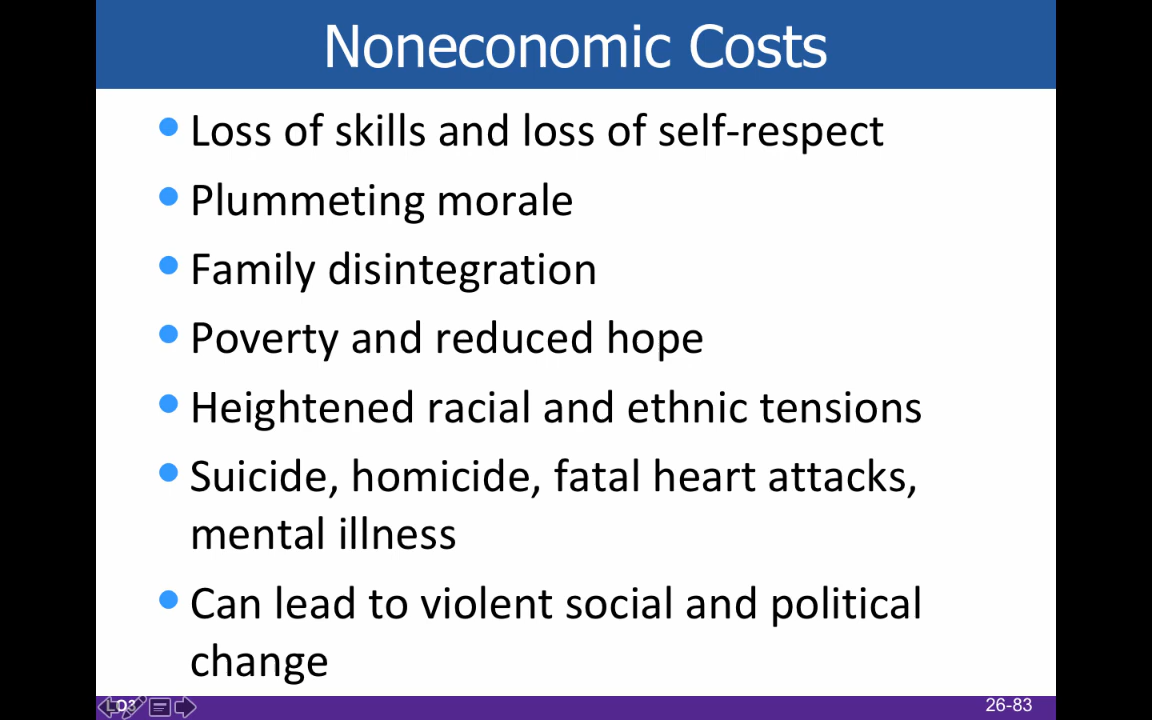 Noneconomic Costs
Loss of skills and loss of self-respect
Plummeting morale
Family disintegration
Poverty and reduced hope
Heightened racial and ethnic tensions
Suicide, homicide, fatal heart attacks,
mental illness
Can lead to violent social and political
change
LO3
26-83